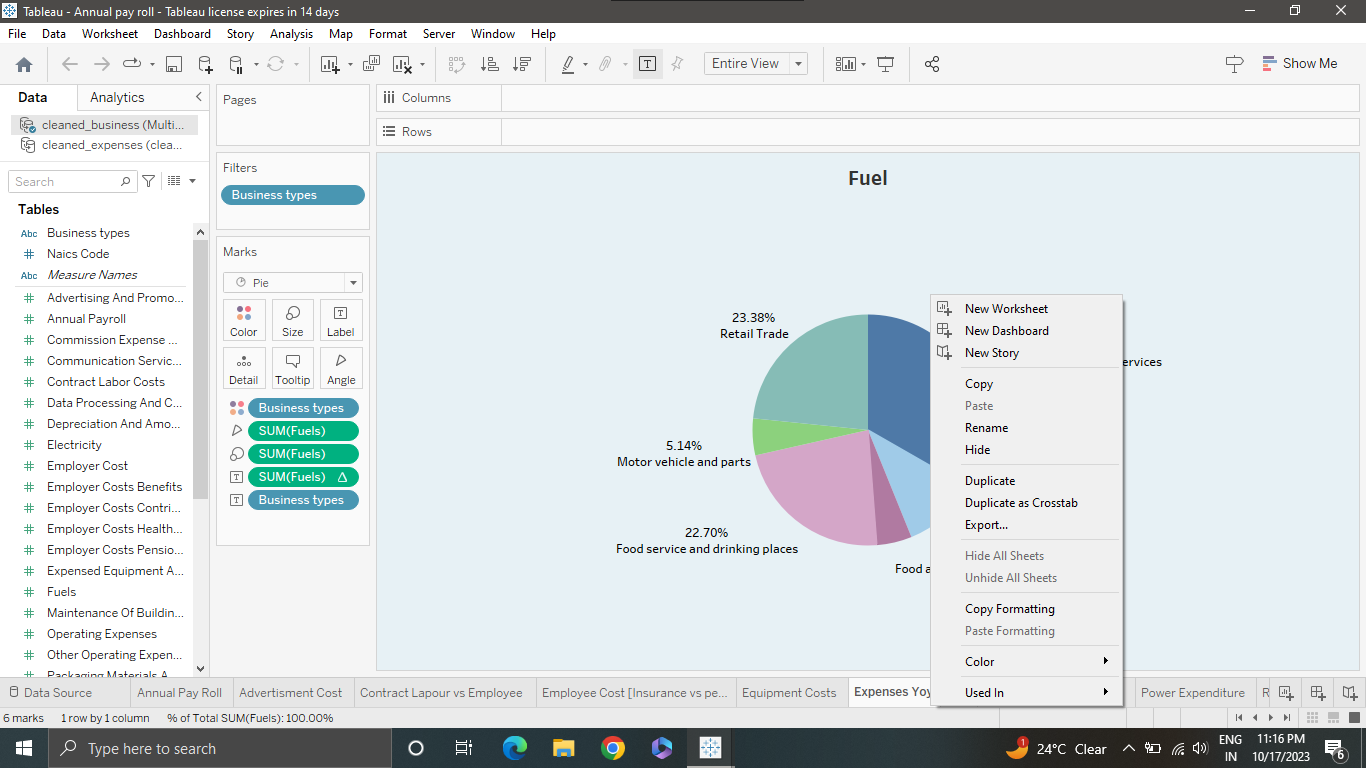 Tableau - Annual pay roll - Tableau license expires in 14 days
File Data Worksheet Dashboard Story Analysis Map Format Server Window Help
Entire View
Show Me
Data Analytics
cleaned_business (Multi...
cleaned_expenses (clea...
Search
Tables
Abc Business types
# Naics Code
Abc Measure Names
# Advertising And Promo...
# Annual Payroll
# Commission Expense ...
# Communication Servic...
# Contract Labor Costs
# Data Processing And C...
# Depreciation And Amo...
# Electricity
# Employer Cost
# Employer Costs Benefits
# Employer Costs Contri...
# Employer Costs Health...
# Employer Costs Pensio...
# Expensed Equipment A...
# Fuels
# Maintenance Of Buildin...
# Operating Expenses
# Other Operating Expen...
# Packaging Materials A...
Pages
Filters
Business types
Marks
Pie
Color Size Label
Detail Tooltip Angle
Business types
SUM(Fuels)
SUM(Fuels)
SUM(Fuels) Δ
Business types
Columns
Rows
Fuel
23.38%
Retail Trade
ervices
5.14%
Motor vehicle and parts
22.70%
Food service and drinking places
Food a
New Worksheet
New Dashboard
New Story
Copy
Paste
Rename
Hide
Duplicate
Duplicate as Crosstab
Export...
Hide All Sheets
Unhide All Sheets
Copy Formatting
Paste Formatting
Color
Used In
Data Source Annual Pay Roll Advertisment Cost Contract Lapour vs Employee Employee Cost [Insurance vs pe... Equipment Costs Expenses Yoy Power Expenditure R
6 marks 1 row by 1 column % of Total SUM(Fuels): 100.00%
Type here to search
1
24°C Clear
ENG
IN
11:16 PM
10/17/2023
6